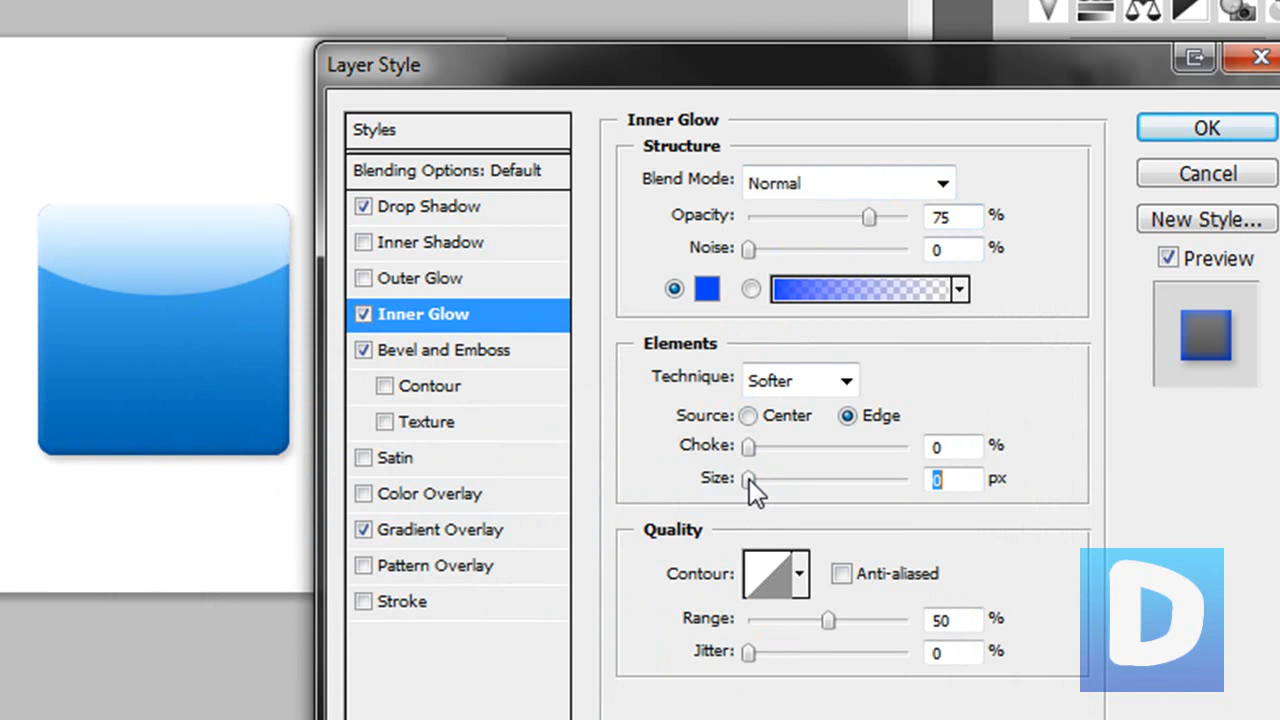 Layer Style
Styles
Blending Options: Default
Drop Shadow
Inner Shadow
Outer Glow
Inner Glow
Bevel and Emboss
Contour
Texture
Satin
Color Overlay
Gradient Overlay
Pattern Overlay
Stroke
Inner Glow
Structure
Blend Mode: Normal
Opacity: 75 %
Noise: 0 %
Elements
Technique: Softer
Source: Center Edge
Choke: 0 %
Size: 0 px
Quality
Contour: Anti-aliased
Range: 50 %
Jitter: 0 %
OK
Cancel
New Style...
Preview
D